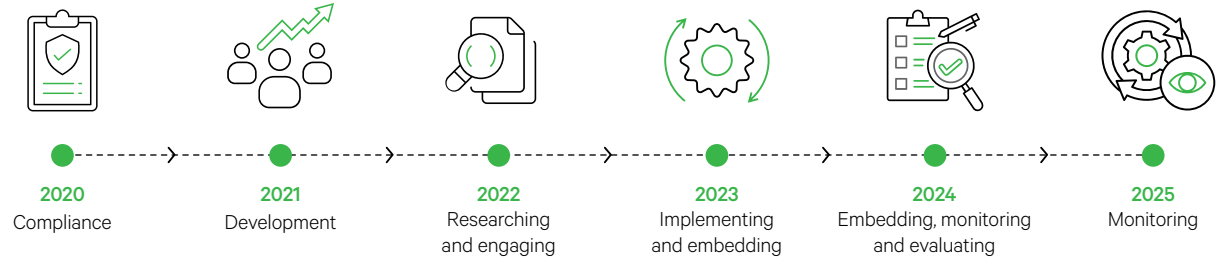 2020
Compliance
2021
Development
2022
Researching
and engaging
2023
Implementing
and embedding
2024
Embedding, monitoring
and evaluating
2025
Monitoring